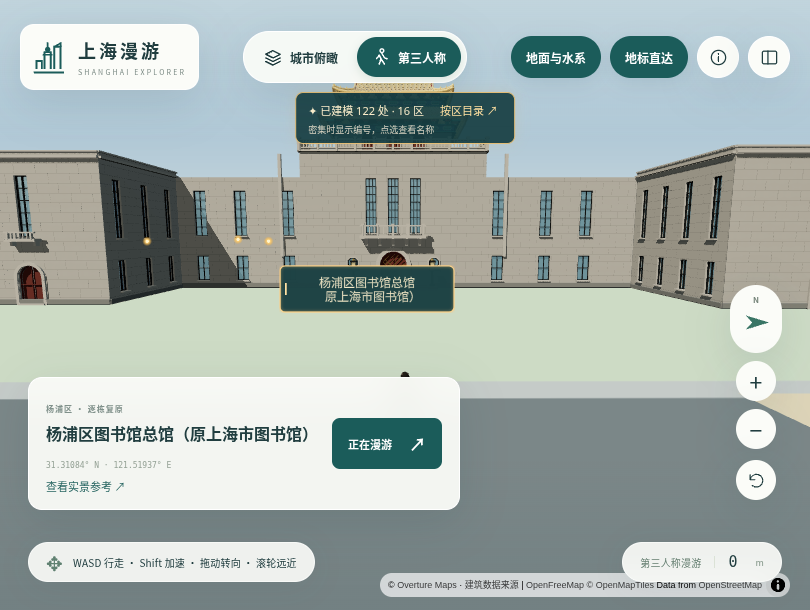 上海漫游
SHANGHAI EXPLORER
城市俯瞰
第三人称
地面与水系
地标直达
✦ 已建模 122 处 · 16 区 按区目录 ↗
密集时显示编号，点选查看名称
杨浦区图书馆总馆
原上海市图书馆）
N
杨浦区 · 逐栋复原
杨浦区图书馆总馆（原上海市图书馆）
31.31084° N · 121.51937° E
查看实景参考 ↗
正在漫游 ↗
WASD 行走 · Shift 加速 · 拖动转向 · 滚轮远近
第三人称漫游 0 m
© Overture Maps · 建筑数据来源 | OpenFreeMap © OpenMapTiles Data from OpenStreetMap